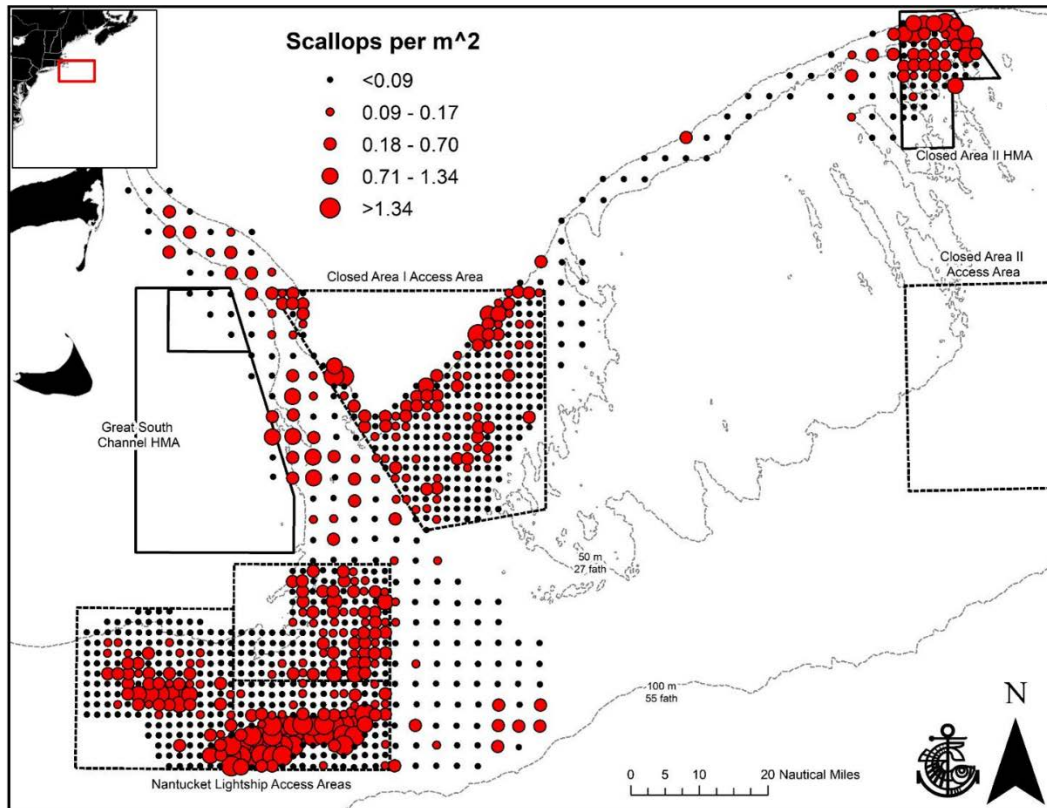 Scallops per m^2
<0.09
0.09 - 0.17
0.18 - 0.70
0.71 - 1.34
>1.34
Closed Area II HMA
Closed Area II
Access Area
Closed Area I Access Area
Great South
Channel HMA
50 m
27 fath
100 m
55 fath
N
0 5 10 20 Nautical Miles
Nantucket Lightship Access Areas